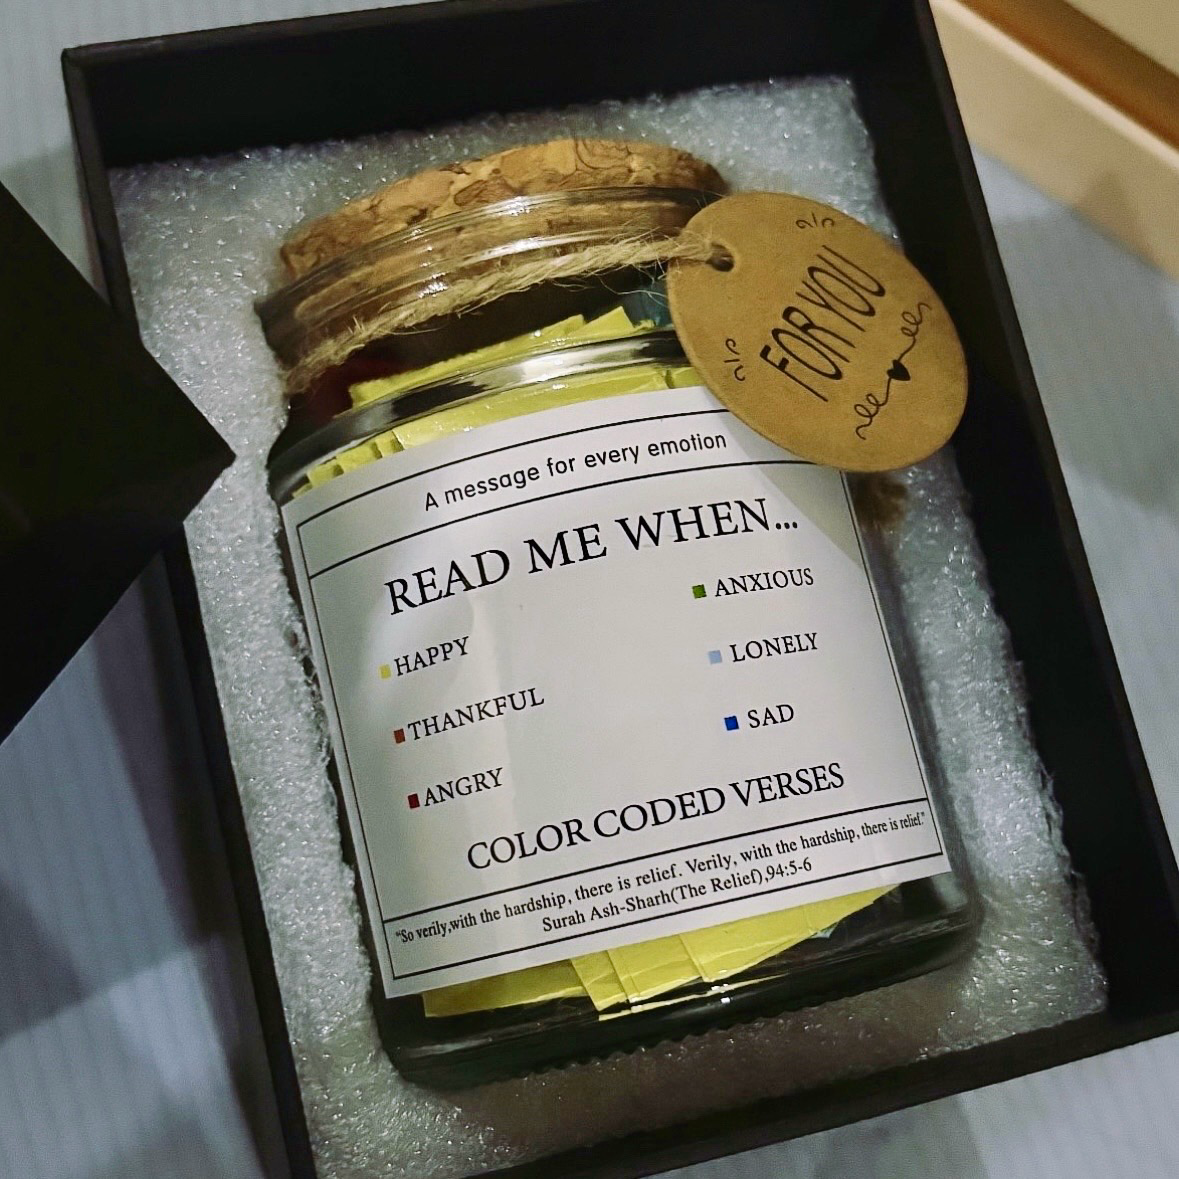 FOR YOU
A message for every emotion
READ ME WHEN...
HAPPY
THANKFUL
ANGRY
ANXIOUS
LONELY
SAD
COLOR CODED VERSES
"So verily,with the hardship, there is relief. Verily, with the hardship, there is relief."
Surah Ash-Sharh(The Relief),94:5-6